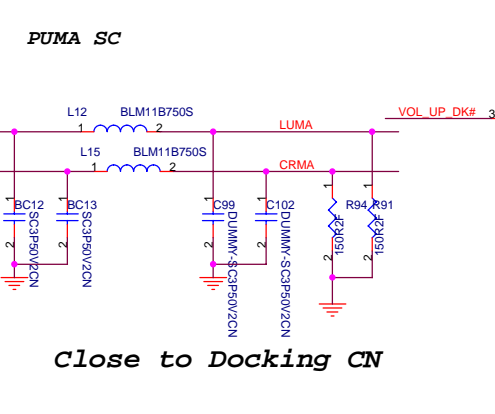 PUMA SC
L12 BLM11B750S
1 2 LUMA
VOL_UP_DK# 3
L15 BLM11B750S
1 2 CRMA
BC12 1 2 SC3P50V2CN
BC13 1 2 SC3P50V2CN
C99 1 2 DUMMY-SC3P50V2CN
C102 1 2 DUMMY-SC3P50V2CN
R94 1 2 150R2F
R91 1 2 150R2F
Close to Docking CN